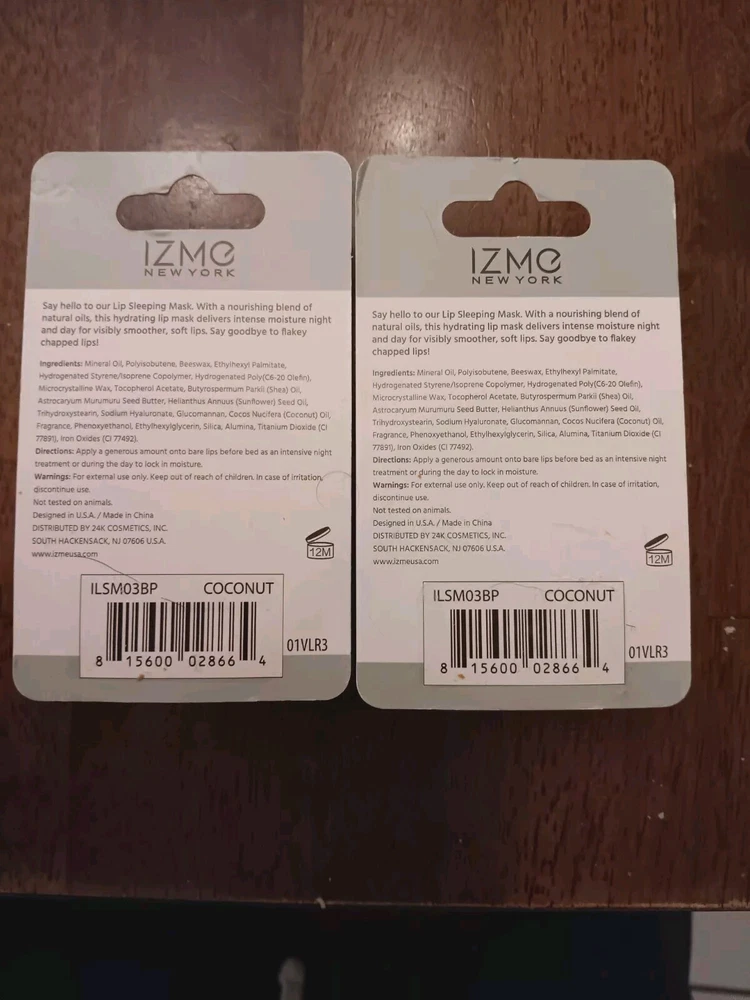 IZME
NEW YORK
Say hello to our Lip Sleeping Mask. With a nourishing blend of
natural oils, this hydrating lip mask delivers intense moisture night
and day for visibly smoother, soft lips. Say goodbye to flakey
chapped lips!
Ingredients: Mineral Oil, Polyisobutene, Beeswax, Ethylhexyl Palmitate,
Hydrogenated Styrene/Isoprene Copolymer, Hydrogenated Poly(C6-20 Olefin),
Microcrystalline Wax, Tocopherol Acetate, Butyrospermum Parkii (Shea) Oil,
Astrocaryum Murumuru Seed Butter, Helianthus Annuus (Sunflower) Seed Oil,
Trihydroxystearin, Sodium Hyaluronate, Glucomannan, Cocos Nucifera (Coconut) Oil,
Fragrance, Phenoxyethanol, Ethylhexylglycerin, Silica, Alumina, Titanium Dioxide (CI
77891), Iron Oxides (CI 77492).
Directions: Apply a generous amount onto bare lips before bed as an intensive night
treatment or during the day to lock in moisture.
Warnings: For external use only. Keep out of reach of children. In case of irritation,
discontinue use.
Not tested on animals.
Designed in U.S.A. / Made in China
DISTRIBUTED BY 24K COSMETICS, INC.
SOUTH HACKENSACK, NJ 07606 U.S.A.
www.izmeusa.com
12M
ILSM03BP COCONUT
8 15600 02866 4
01VLR3
IZME
NEW YORK
Say hello to our Lip Sleeping Mask. With a nourishing blend of
natural oils, this hydrating lip mask delivers intense moisture night
and day for visibly smoother, soft lips. Say goodbye to flakey
chapped lips!
Ingredients: Mineral Oil, Polyisobutene, Beeswax, Ethylhexyl Palmitate,
Hydrogenated Styrene/Isoprene Copolymer, Hydrogenated Poly(C6-20 Olefin),
Microcrystalline Wax, Tocopherol Acetate, Butyrospermum Parkii (Shea) Oil,
Astrocaryum Murumuru Seed Butter, Helianthus Annuus (Sunflower) Seed Oil,
Trihydroxystearin, Sodium Hyaluronate, Glucomannan, Cocos Nucifera (Coconut) Oil,
Fragrance, Phenoxyethanol, Ethylhexylglycerin, Silica, Alumina, Titanium Dioxide (CI
77891), Iron Oxides (CI 77492).
Directions: Apply a generous amount onto bare lips before bed as an intensive night
treatment or during the day to lock in moisture.
Warnings: For external use only. Keep out of reach of children. In case of irritation,
discontinue use.
Not tested on animals.
Designed in U.S.A. / Made in China
DISTRIBUTED BY 24K COSMETICS, INC.
SOUTH HACKENSACK, NJ 07606 U.S.A.
www.izmeusa.com
12M
ILSM03BP COCONUT
8 15600 02866 4
01VLR3